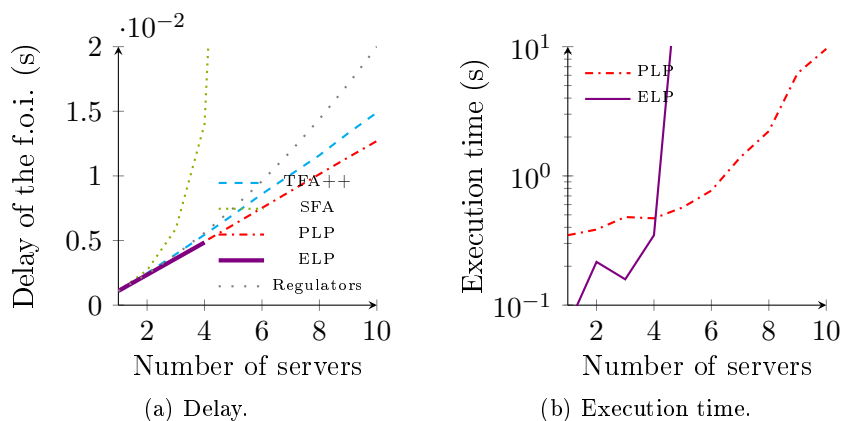 ·10⁻²
2
1.5
1
0.5
0
2
4
6
8
10
Delay of the f.o.i. (s)
Number of servers
TFA++
SFA
PLP
ELP
Regulators
(a) Delay.
10¹
10⁰
10⁻¹
2
4
6
8
10
Execution time (s)
Number of servers
PLP
ELP
(b) Execution time.